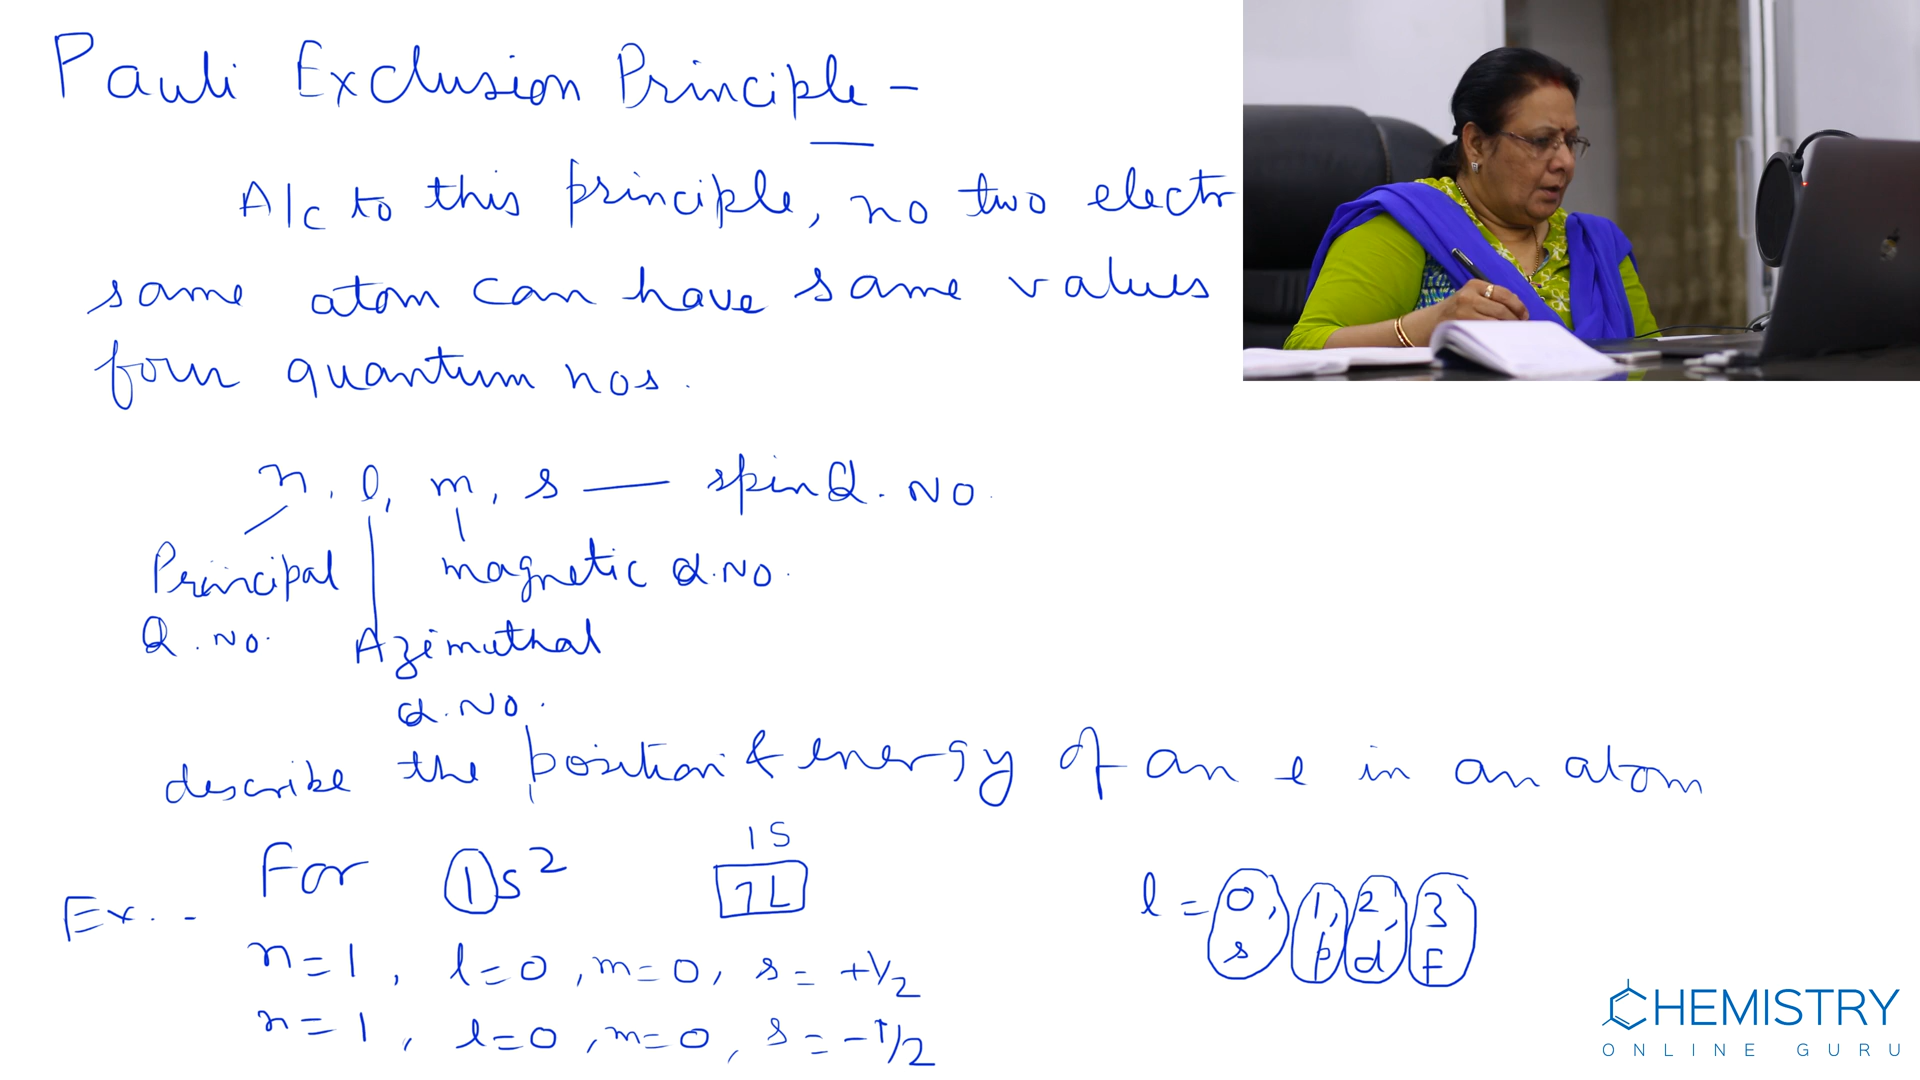 Pauli Exclusion Principle -
A/c to this principle, no two electr
same atom can have same values
four quantum nos.
n, l, m, s — spin Q. NO.
Principal
magnetic Q.NO.
Q. NO.
Azimuthal
Q.NO.
describe the position & energy of an e in an atom
Ex. - For 1s²
1S
1L
l = 0, 1, 2, 3
s p d f
n = 1, l = 0, m = 0, s = +1/2
n = 1, l = 0, m = 0, s = -1/2
CHEMISTRY
ONLINE GURU